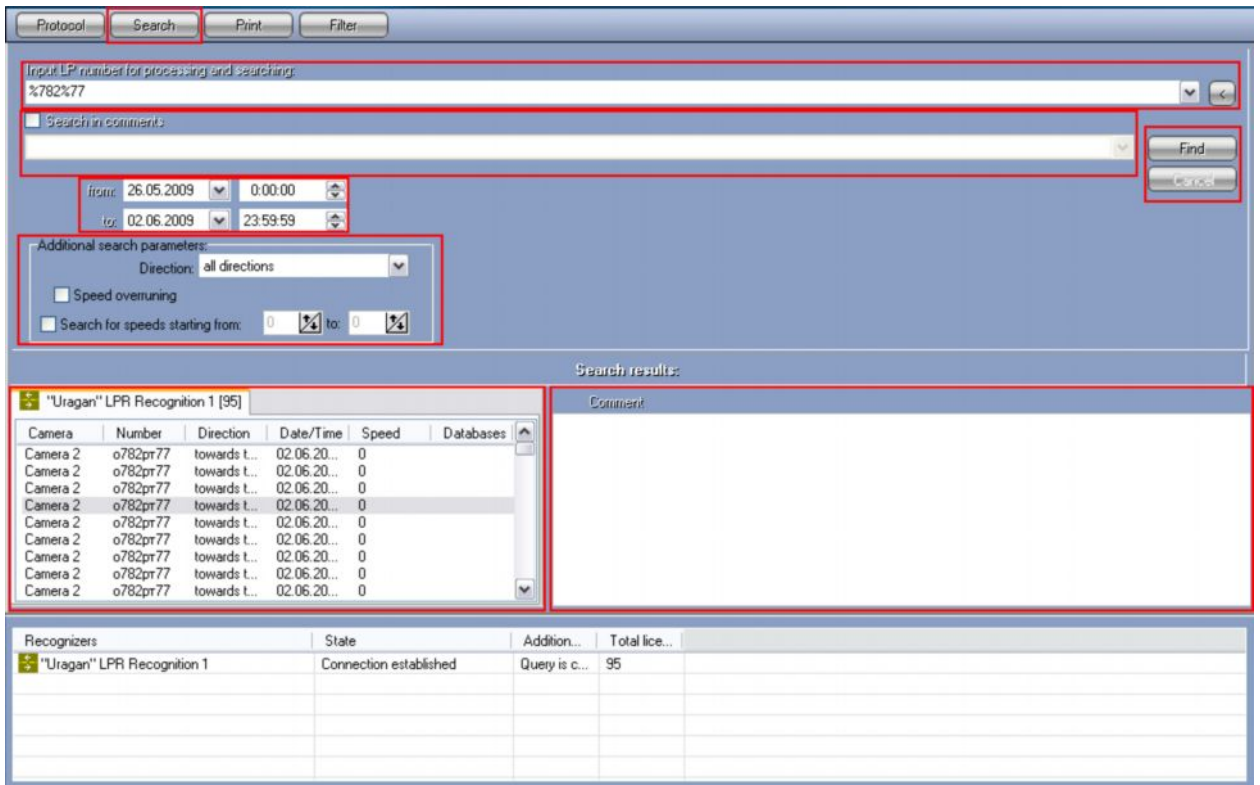 Protocol Search Print Filter
Input LP number for processing and searching:
%782%77 <
Search in comments
Find
Cancel
from: 26.05.2009 0:00:00
to: 02.06.2009 23:59:59
Additional search parameters:
Direction: all directions
Speed overruning
Search for speeds starting from: 0 to: 0
Search results:
"Uragan" LPR Recognition 1 [95]
Comment
Camera Number Direction Date/Time Speed Databases
Camera 2 о782рт77 towards t... 02.06.20... 0
Camera 2 о782рт77 towards t... 02.06.20... 0
Camera 2 о782рт77 towards t... 02.06.20... 0
Camera 2 о782рт77 towards t... 02.06.20... 0
Camera 2 о782рт77 towards t... 02.06.20... 0
Camera 2 о782рт77 towards t... 02.06.20... 0
Camera 2 о782рт77 towards t... 02.06.20... 0
Camera 2 о782рт77 towards t... 02.06.20... 0
Camera 2 о782рт77 towards t... 02.06.20... 0
Recognizers State Addition... Total lice...
"Uragan" LPR Recognition 1 Connection established Query is c... 95